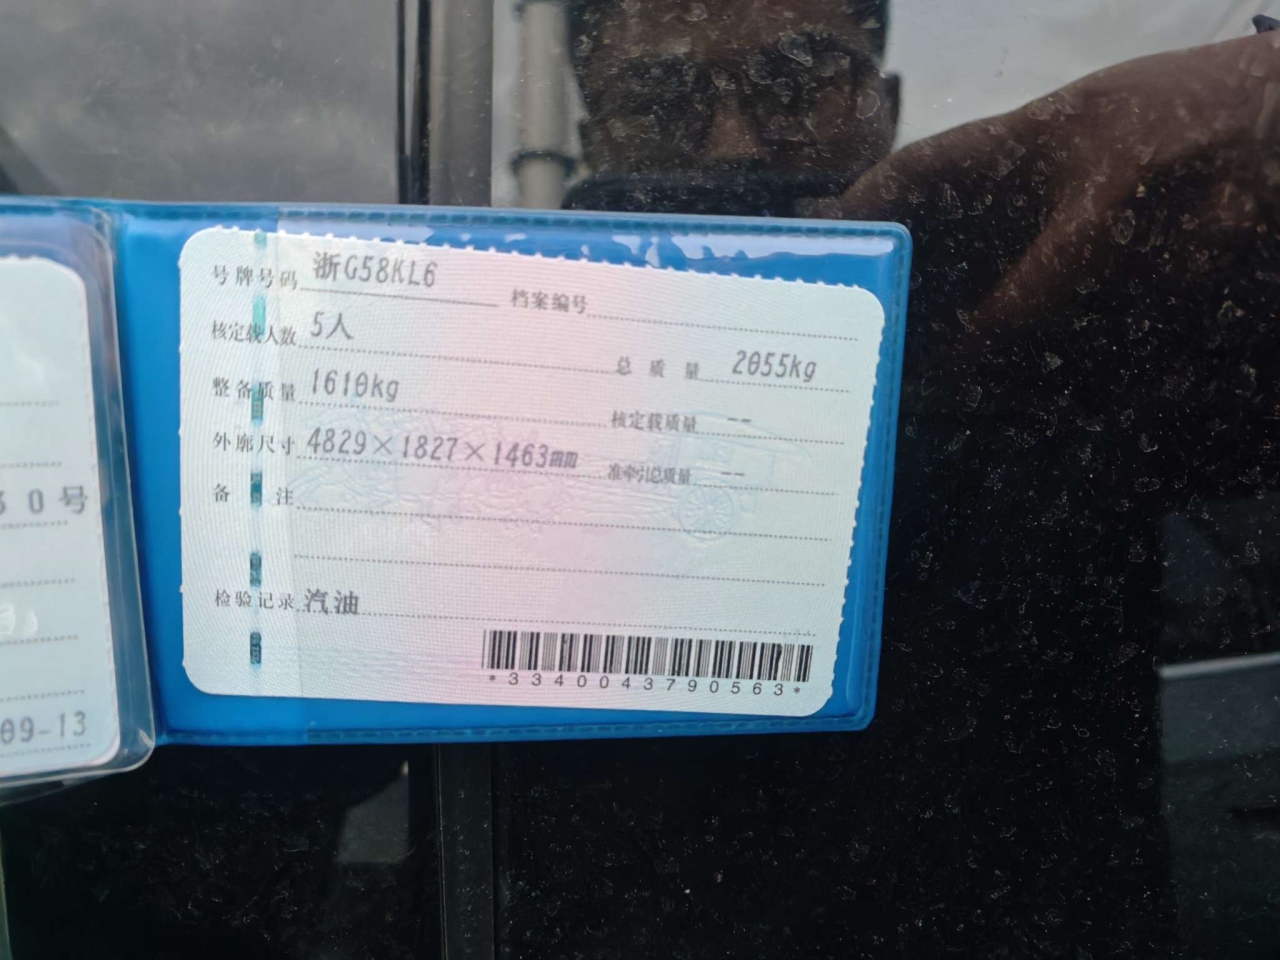 号牌号码 浙G58KL6 档案编号
核定载人数 5人 总质量 2055kg
整备质量 1610kg 核定载质量 --
外廓尺寸 4829×1827×1463mm 准牵引总质量 --
备注
检验记录 汽油
*3340043790563*
30号
09-13